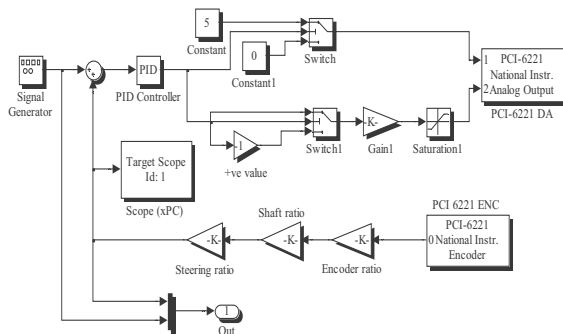 5
Constant
0
Constant1
Switch
Signal
Generator
PID
PID Controller
1
2
PCI-6221
National Instr.
Analog Output
PCI-6221 DA
-1
+ve value
Switch1
-K-
Gain1
Saturation1
Target Scope
Id: 1
Scope (xPC)
-K-
Steering ratio
Shaft ratio
-K-
-K-
Encoder ratio
PCI 6221 ENC
PCI-6221
0 National Instr.
Encoder
1
Out